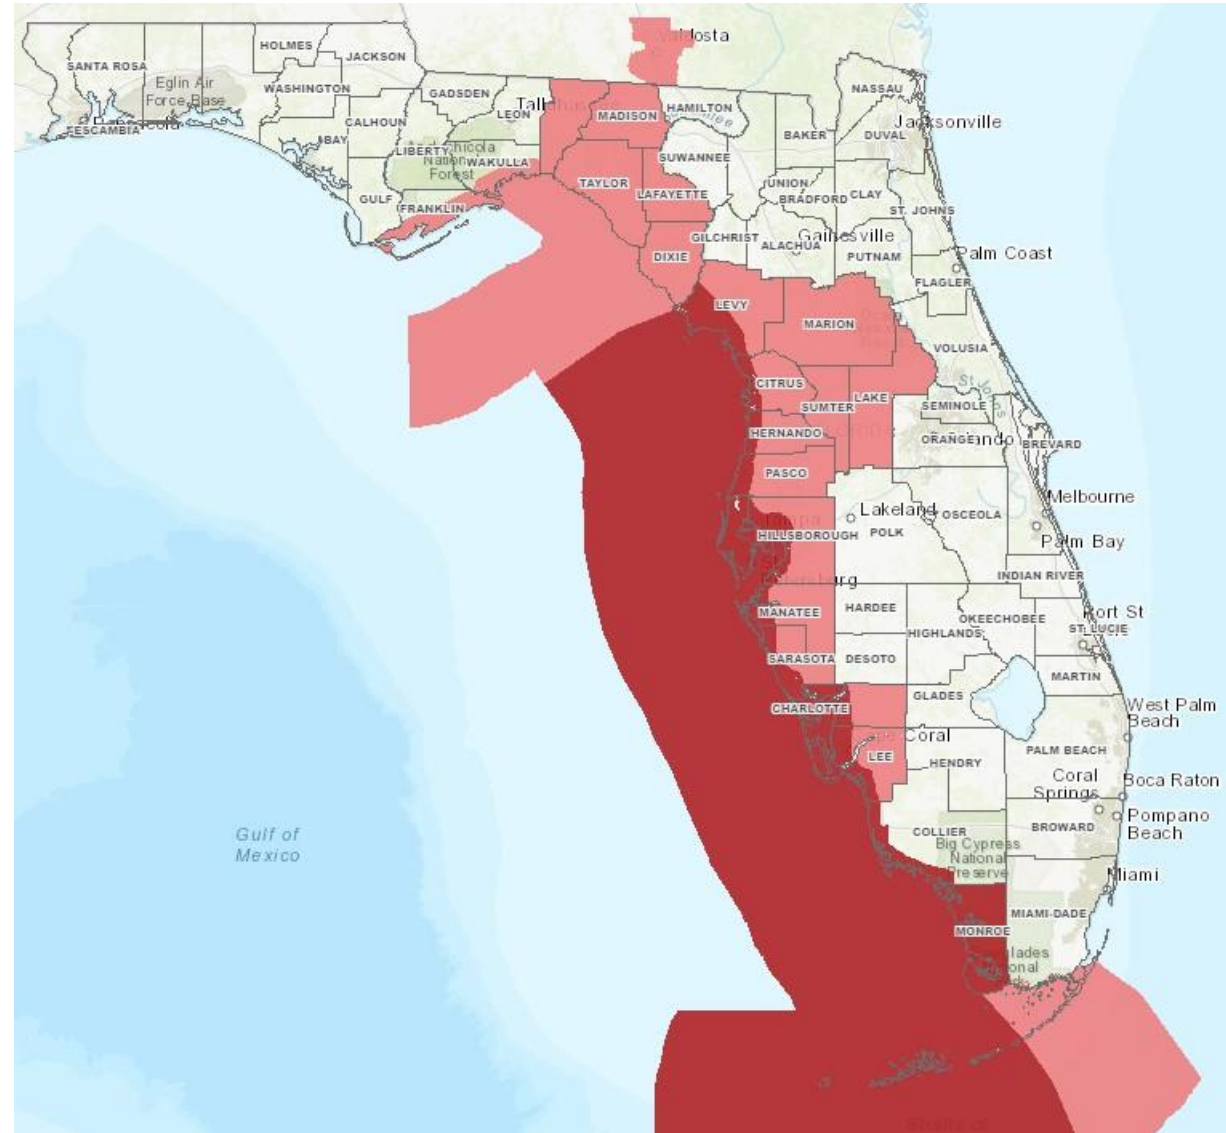 Valdosta
HOLMES
JACKSON
SANTA ROSA
Eglin Air
Force Base
WASHINGTON
GADSDEN
LEON
MADISON
HAMILTON
NASSAU
ESCAMBIA
BAY
CALHOUN
LIBERTY
National
Forest
WAKULLA
TAYLOR
LAFAYETTE
SUWANNEE
BAKER
DUVAL
Jacksonville
GULF
FRANKLIN
UNION
BRADFORD
CLAY
ST. JOHNS
DIXIE
GILCHRIST
ALACHUA
Gainesville
PUTNAM
Palm Coast
FLAGLER
LEVY
MARION
VOLUSIA
CITRUS
SUMTER
LAKE
St Johns
SEMINOLE
HERNANDO
ORANGE
BREVARD
PASCO
Melbourne
Lakeland
OSCEOLA
Tampa
HILLSBOROUGH
POLK
Palm Bay
INDIAN RIVER
MANATEE
HARDEE
OKEECHOBEE
Port St
ST. LUCIE
HIGHLANDS
SARASOTA
DESOTO
MARTIN
CHARLOTTE
GLADES
West Palm
Beach
Coral
LEE
HENDRY
PALM BEACH
Coral
Springs
Boca Raton
Gulf of
Mexico
COLLIER
BROWARD
Pompano
Beach
Big Cypress
National
Preserve
Miami
MIAMI-DADE
MONROE